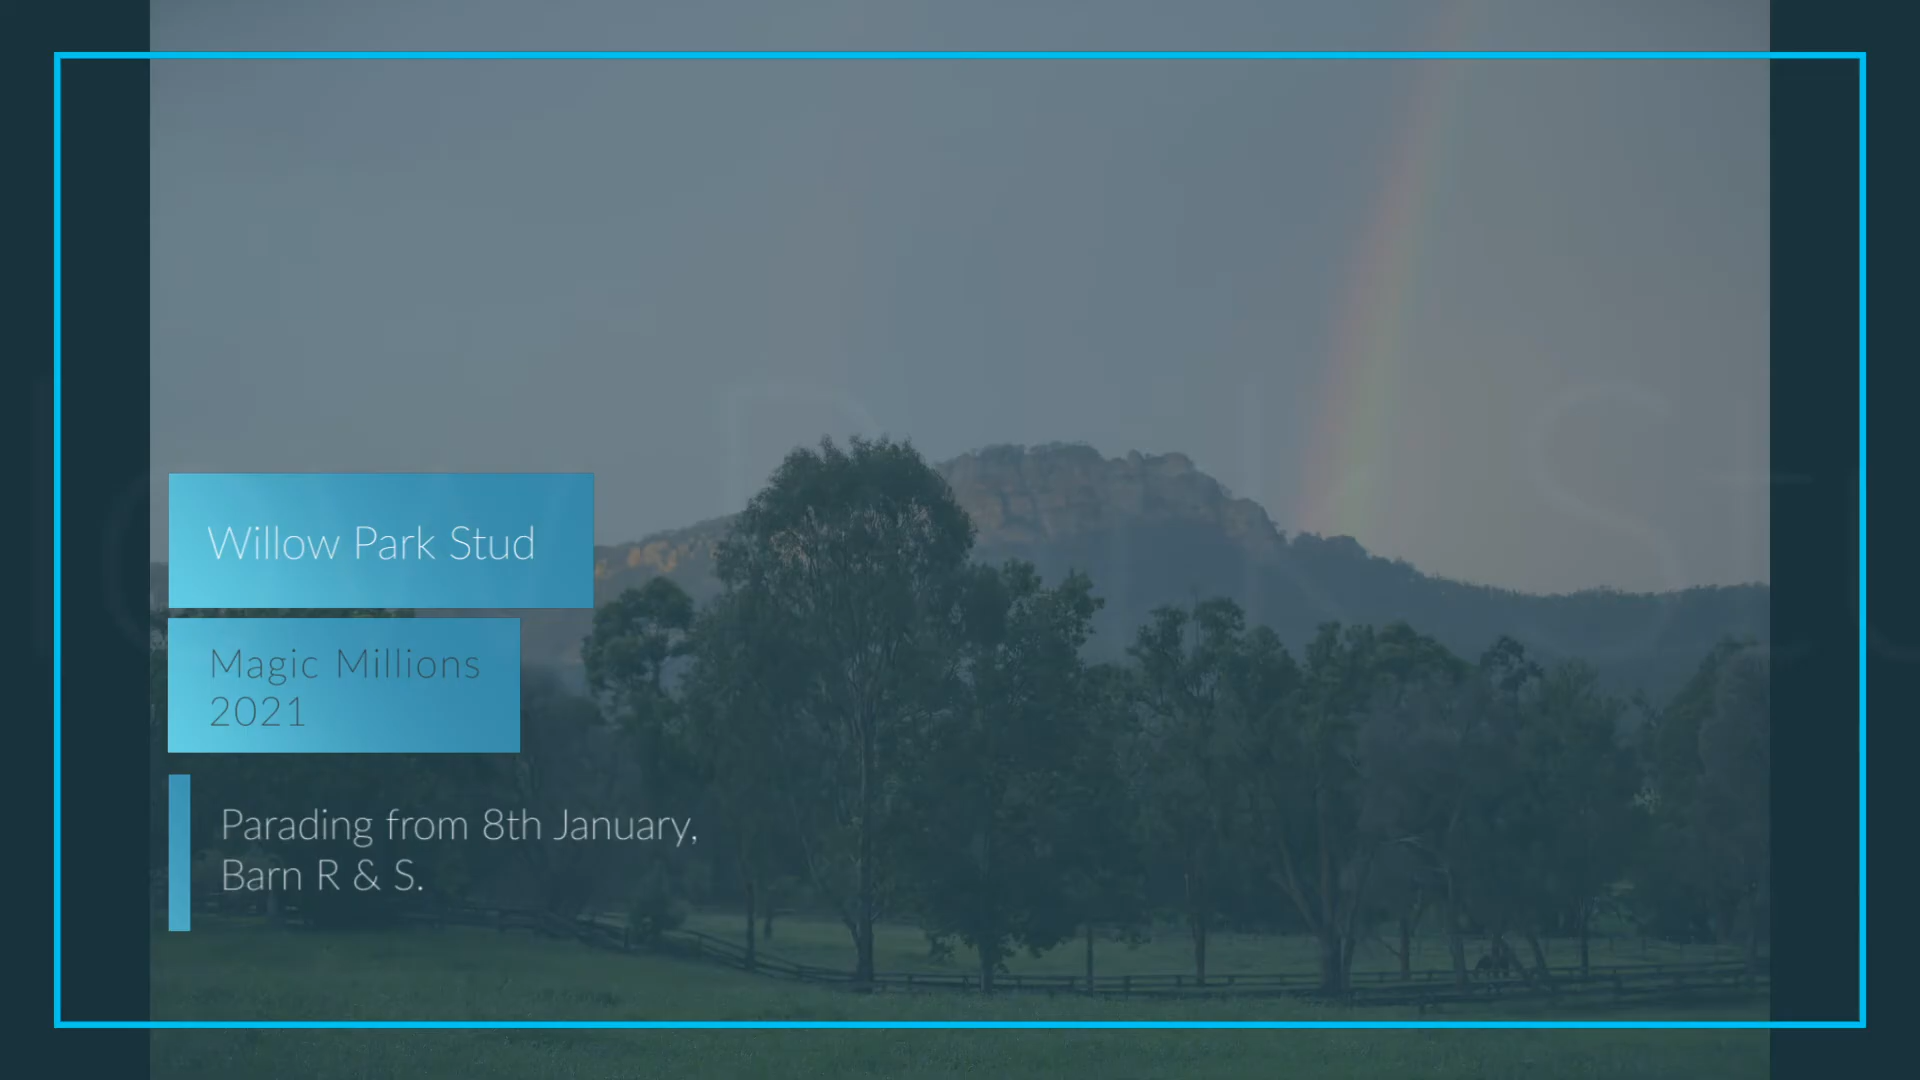 Willow Park Stud
Magic Millions
2021
Parading from 8th January,
Barn R & S.